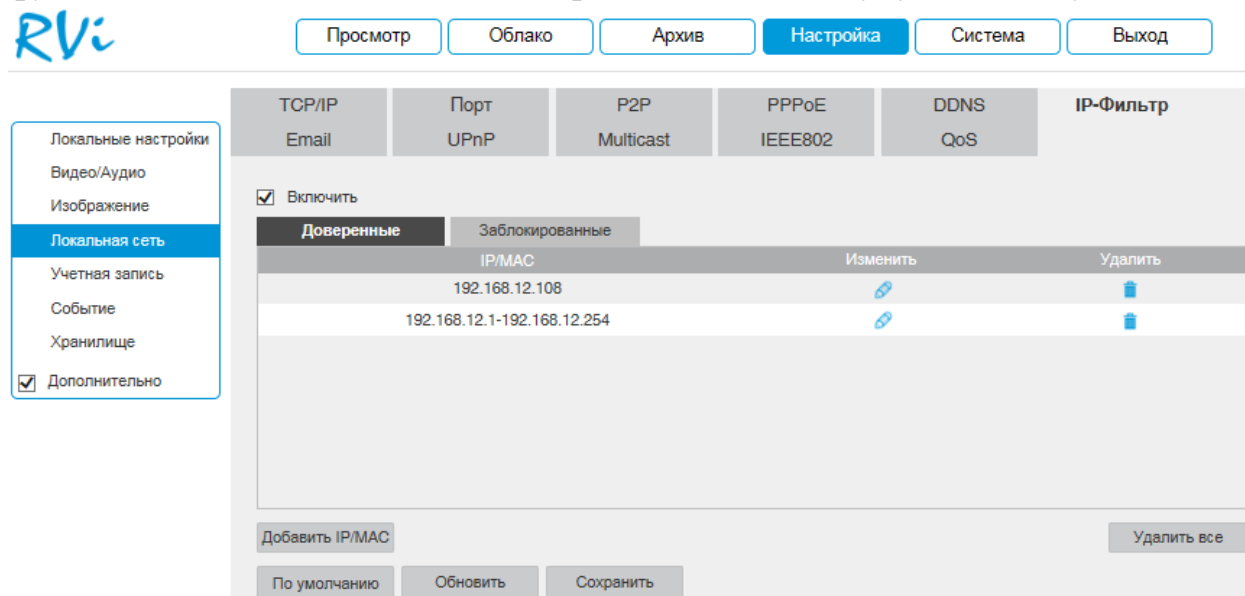 RVi
Просмотр Облако Архив Настройка Система Выход
TCP/IP Порт P2P PPPoE DDNS IP-Фильтр
Email UPnP Multicast IEEE802 QoS
Локальные настройки
Видео/Аудио
Изображение
Локальная сеть
Учетная запись
Событие
Хранилище
Дополнительно
Включить
Доверенные Заблокированные
IP/MAC Изменить Удалить
192.168.12.108
192.168.12.1-192.168.12.254
Добавить IP/MAC Удалить все
По умолчанию Обновить Сохранить